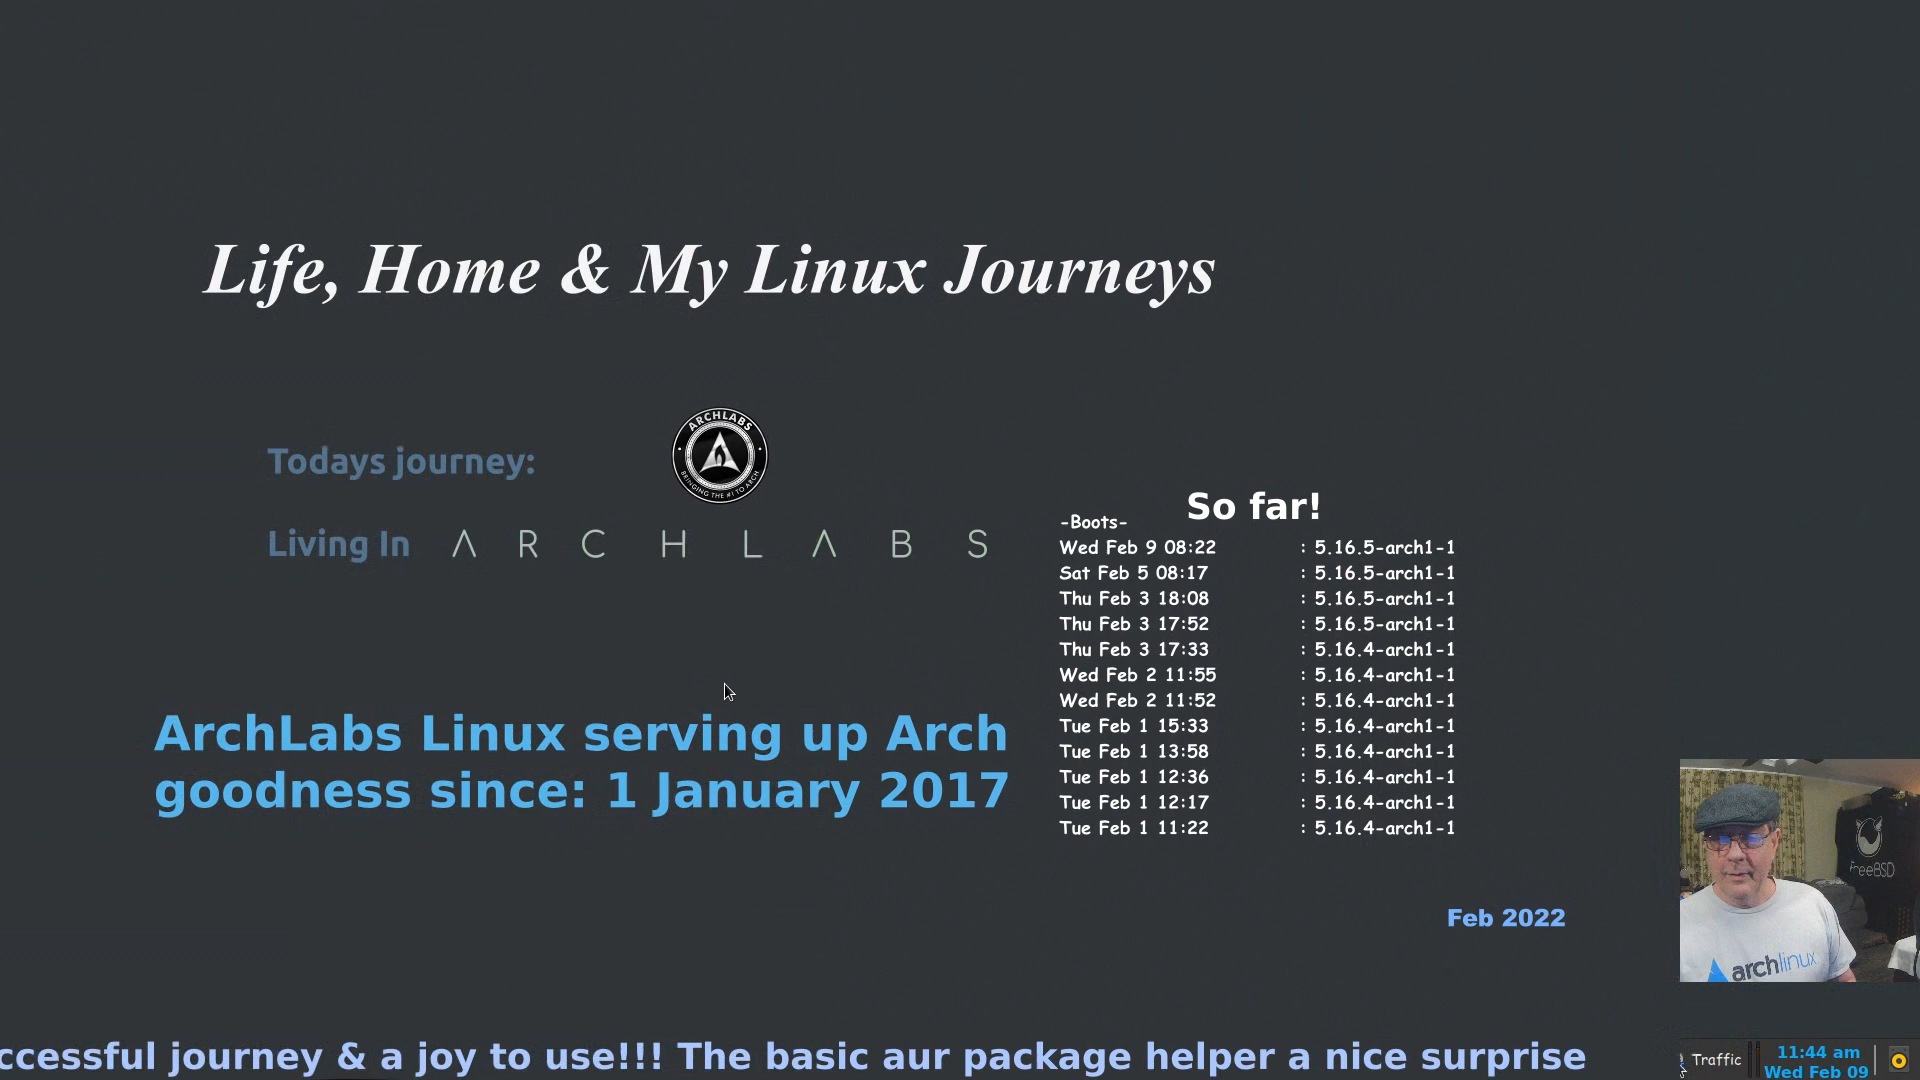 Life, Home & My Linux Journeys
ARCHLABS
BRINGING THE #1 TO ARCH
Todays journey:
Living In ΛRCHLΛBS
So far!
-Boots-
Wed Feb 9 08:22 : 5.16.5-arch1-1
Sat Feb 5 08:17 : 5.16.5-arch1-1
Thu Feb 3 18:08 : 5.16.5-arch1-1
Thu Feb 3 17:52 : 5.16.5-arch1-1
Thu Feb 3 17:33 : 5.16.4-arch1-1
Wed Feb 2 11:55 : 5.16.4-arch1-1
Wed Feb 2 11:52 : 5.16.4-arch1-1
Tue Feb 1 15:33 : 5.16.4-arch1-1
Tue Feb 1 13:58 : 5.16.4-arch1-1
Tue Feb 1 12:36 : 5.16.4-arch1-1
Tue Feb 1 12:17 : 5.16.4-arch1-1
Tue Feb 1 11:22 : 5.16.4-arch1-1
ArchLabs Linux serving up Arch
goodness since: 1 January 2017
FreeBSD
archlinux
Feb 2022
ccessful journey & a joy to use!!! The basic aur package helper a nice surprise
Traffic
11:44 am
Wed Feb 09